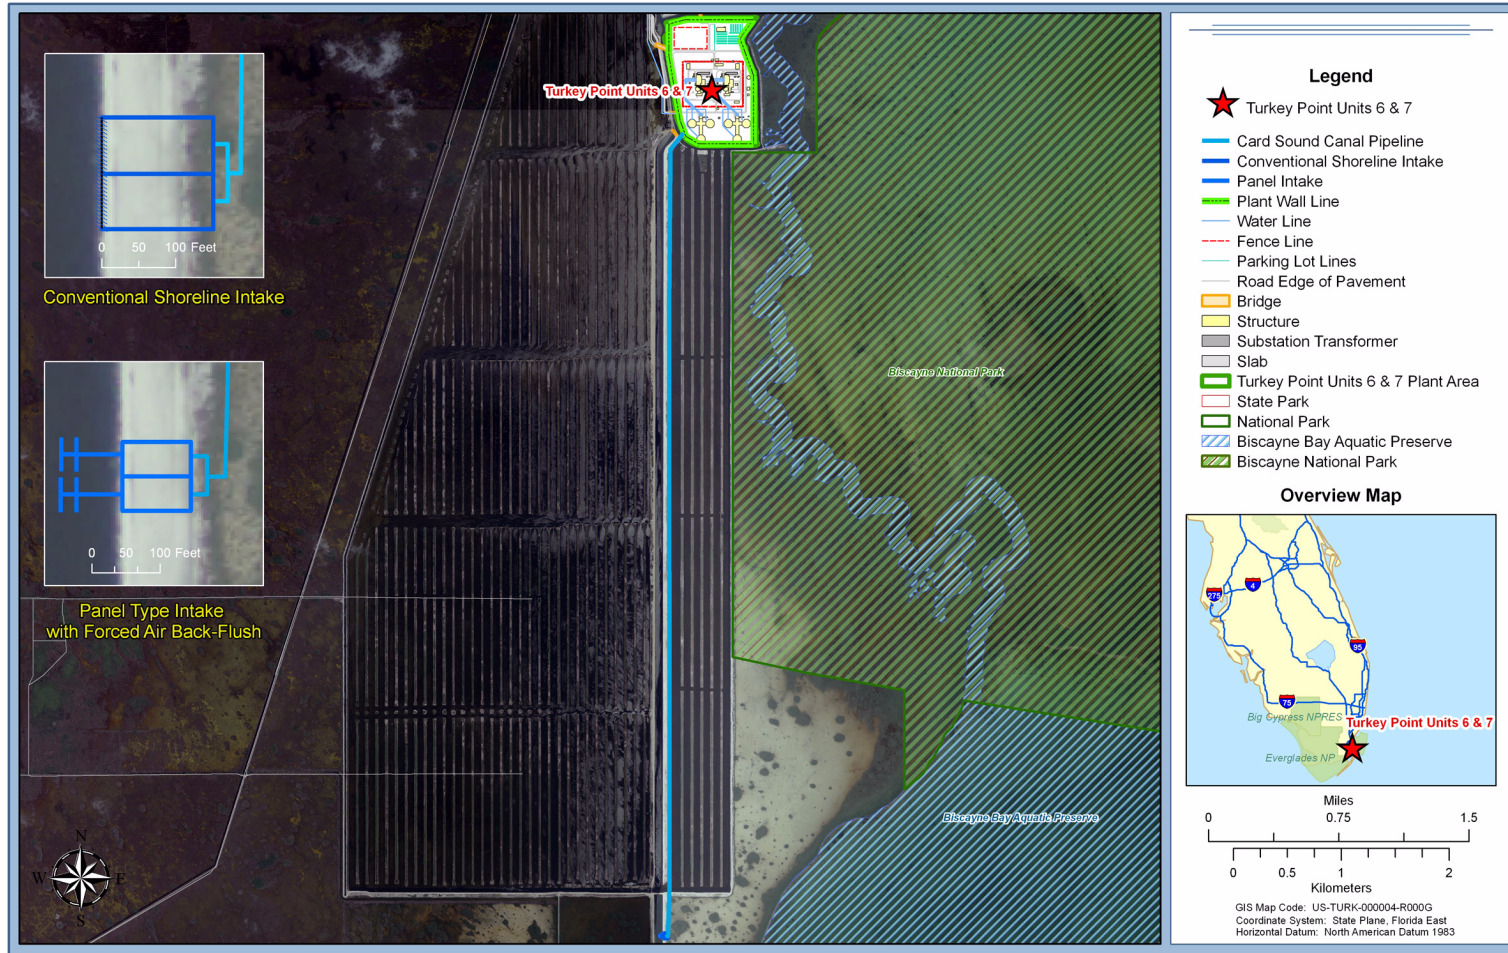 Turkey Point Units 6 & 7
0 50 100 Feet
Conventional Shoreline Intake
0 50 100 Feet
Panel Type Intake
with Forced Air Back-Flush
Biscayne National Park
Biscayne Bay Aquatic Preserve
N
W E
S
Legend
Turkey Point Units 6 & 7
Card Sound Canal Pipeline
Conventional Shoreline Intake
Panel Intake
Plant Wall Line
Water Line
Fence Line
Parking Lot Lines
Road Edge of Pavement
Bridge
Structure
Substation Transformer
Slab
Turkey Point Units 6 & 7 Plant Area
State Park
National Park
Biscayne Bay Aquatic Preserve
Biscayne National Park
Overview Map
4
275
95
75
Big Cypress NPRES
Turkey Point Units 6 & 7
Everglades NP
Miles
0 0.75 1.5
0 0.5 1 2
Kilometers
GIS Map Code: US-TURK-000004-R000G
Coordinate System: State Plane, Florida East
Horizontal Datum: North American Datum 1983